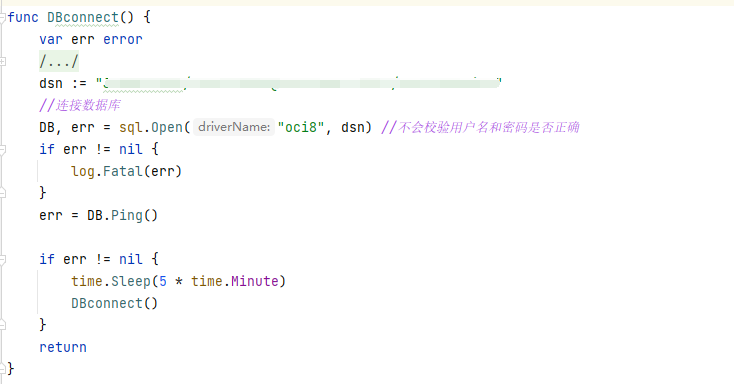 func DBconnect() {
var err error
/.../
dsn := "
//连接数据库
DB, err = sql.Open( driverName: "oci8", dsn) //不会校验用户名和密码是否正确
if err != nil {
log.Fatal(err)
}
err = DB.Ping()
if err != nil {
time.Sleep(5 * time.Minute)
DBconnect()
}
return
}